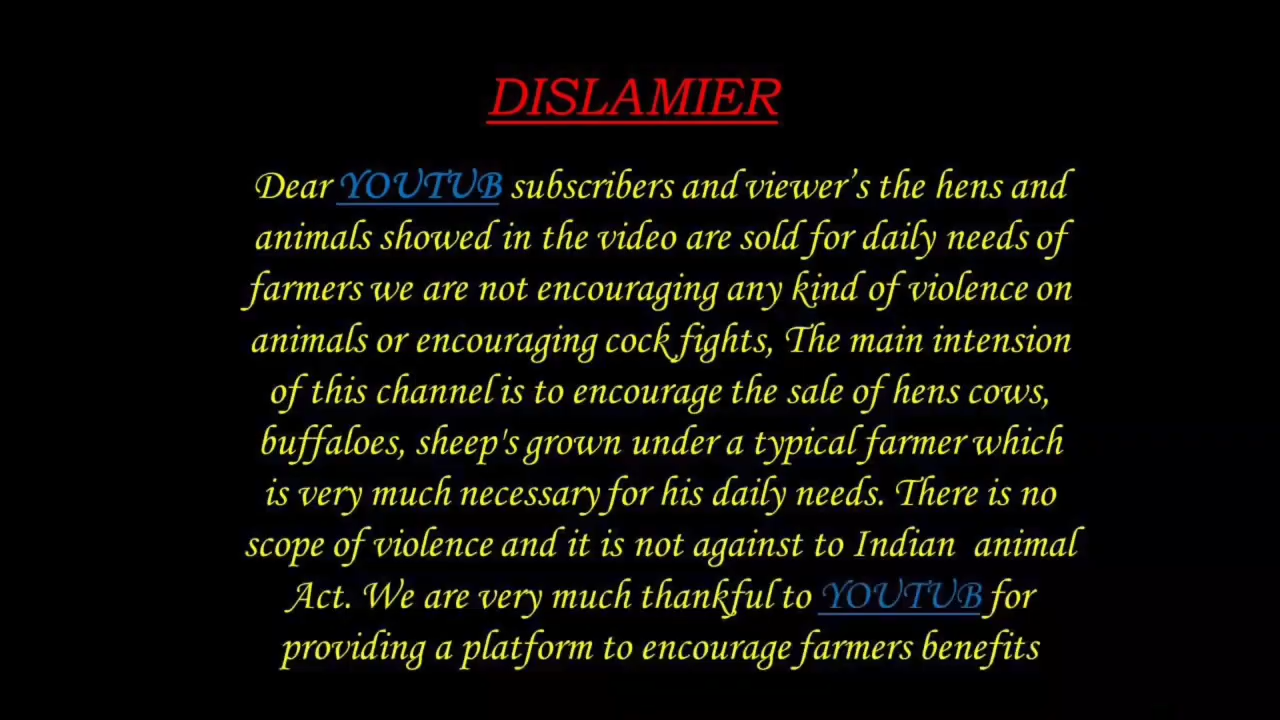 DISLAMIER
Dear YOUTUB subscribers and viewer’s the hens and
animals showed in the video are sold for daily needs of
farmers we are not encouraging any kind of violence on
animals or encouraging cock fights, The main intension
of this channel is to encourage the sale of hens cows,
buffaloes, sheep's grown under a typical farmer which
is very much necessary for his daily needs. There is no
scope of violence and it is not against to Indian animal
Act. We are very much thankful to YOUTUB for
providing a platform to encourage farmers benefits